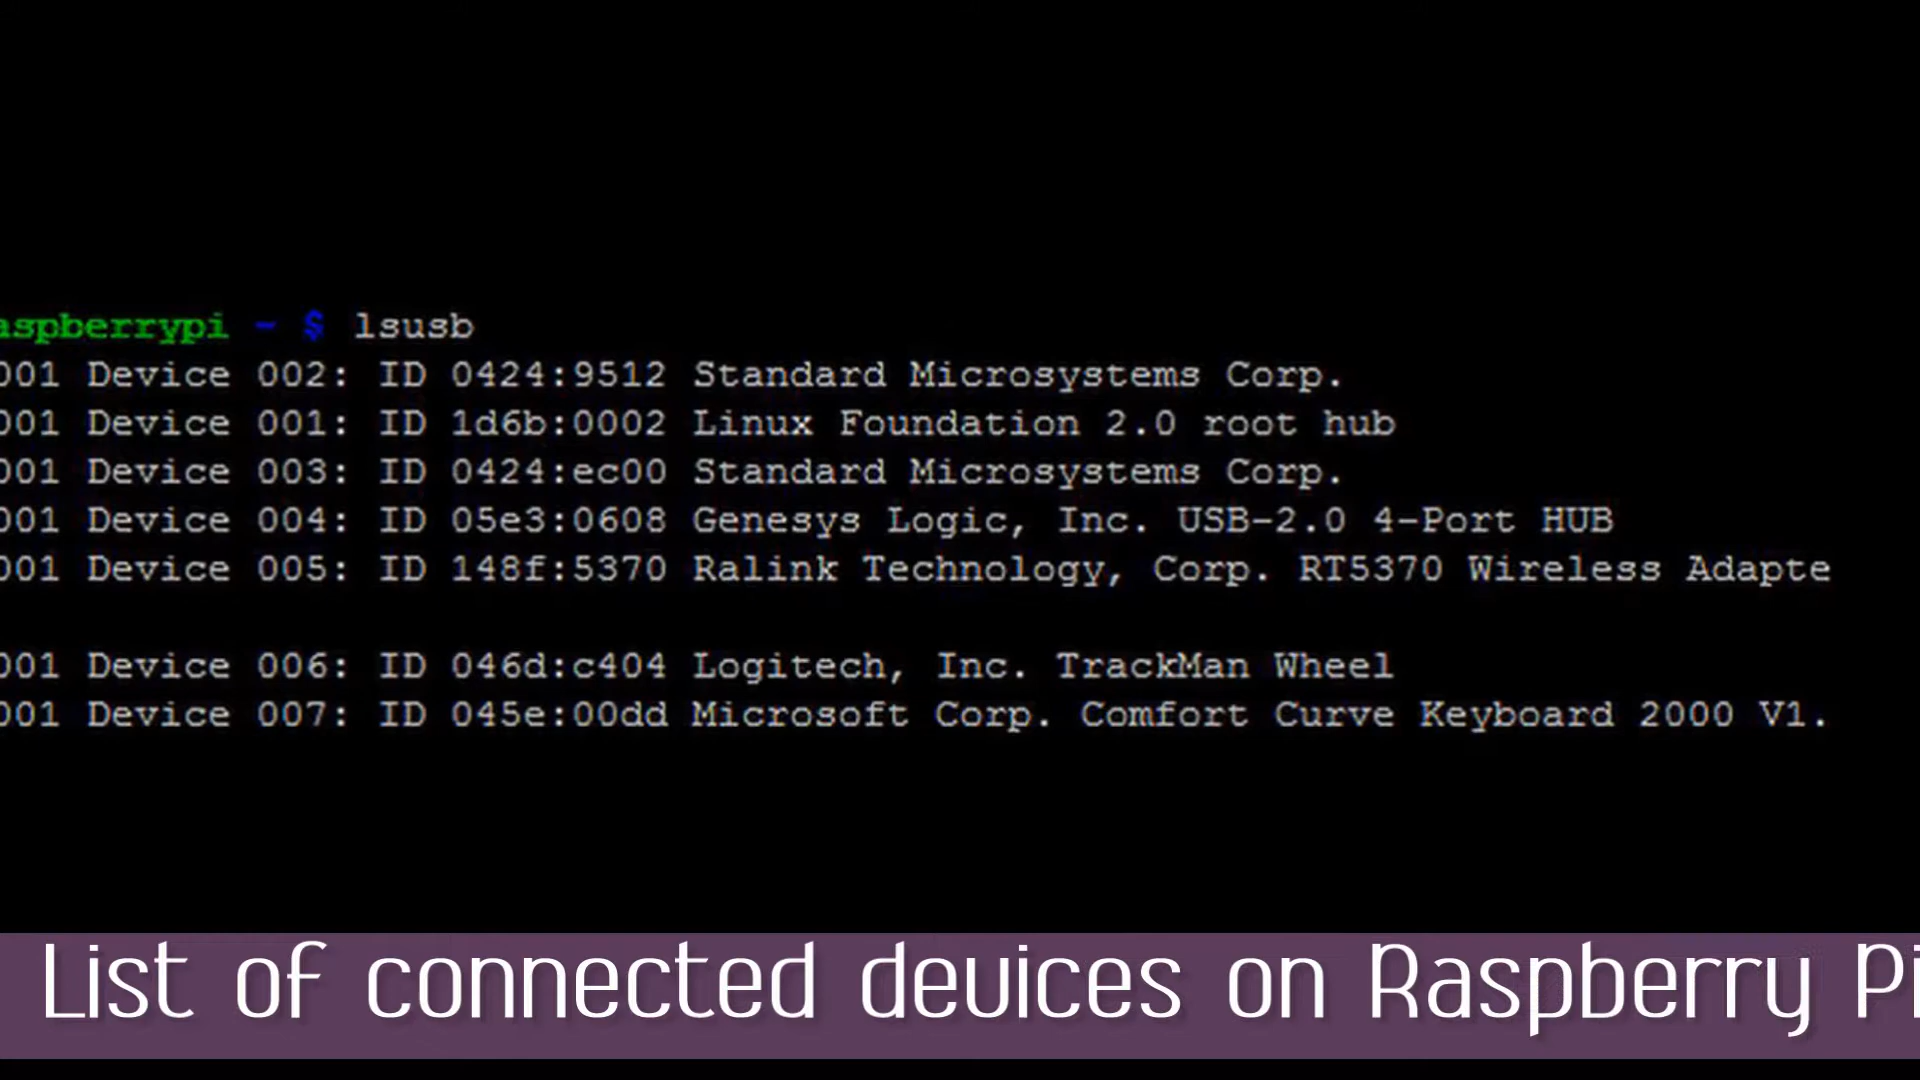 aspberrypi ~ $ lsusb
001 Device 002: ID 0424:9512 Standard Microsystems Corp.
001 Device 001: ID 1d6b:0002 Linux Foundation 2.0 root hub
001 Device 003: ID 0424:ec00 Standard Microsystems Corp.
001 Device 004: ID 05e3:0608 Genesys Logic, Inc. USB-2.0 4-Port HUB
001 Device 005: ID 148f:5370 Ralink Technology, Corp. RT5370 Wireless Adapte
001 Device 006: ID 046d:c404 Logitech, Inc. TrackMan Wheel
001 Device 007: ID 045e:00dd Microsoft Corp. Comfort Curve Keyboard 2000 V1.
List of connected devices on Raspberry Pi